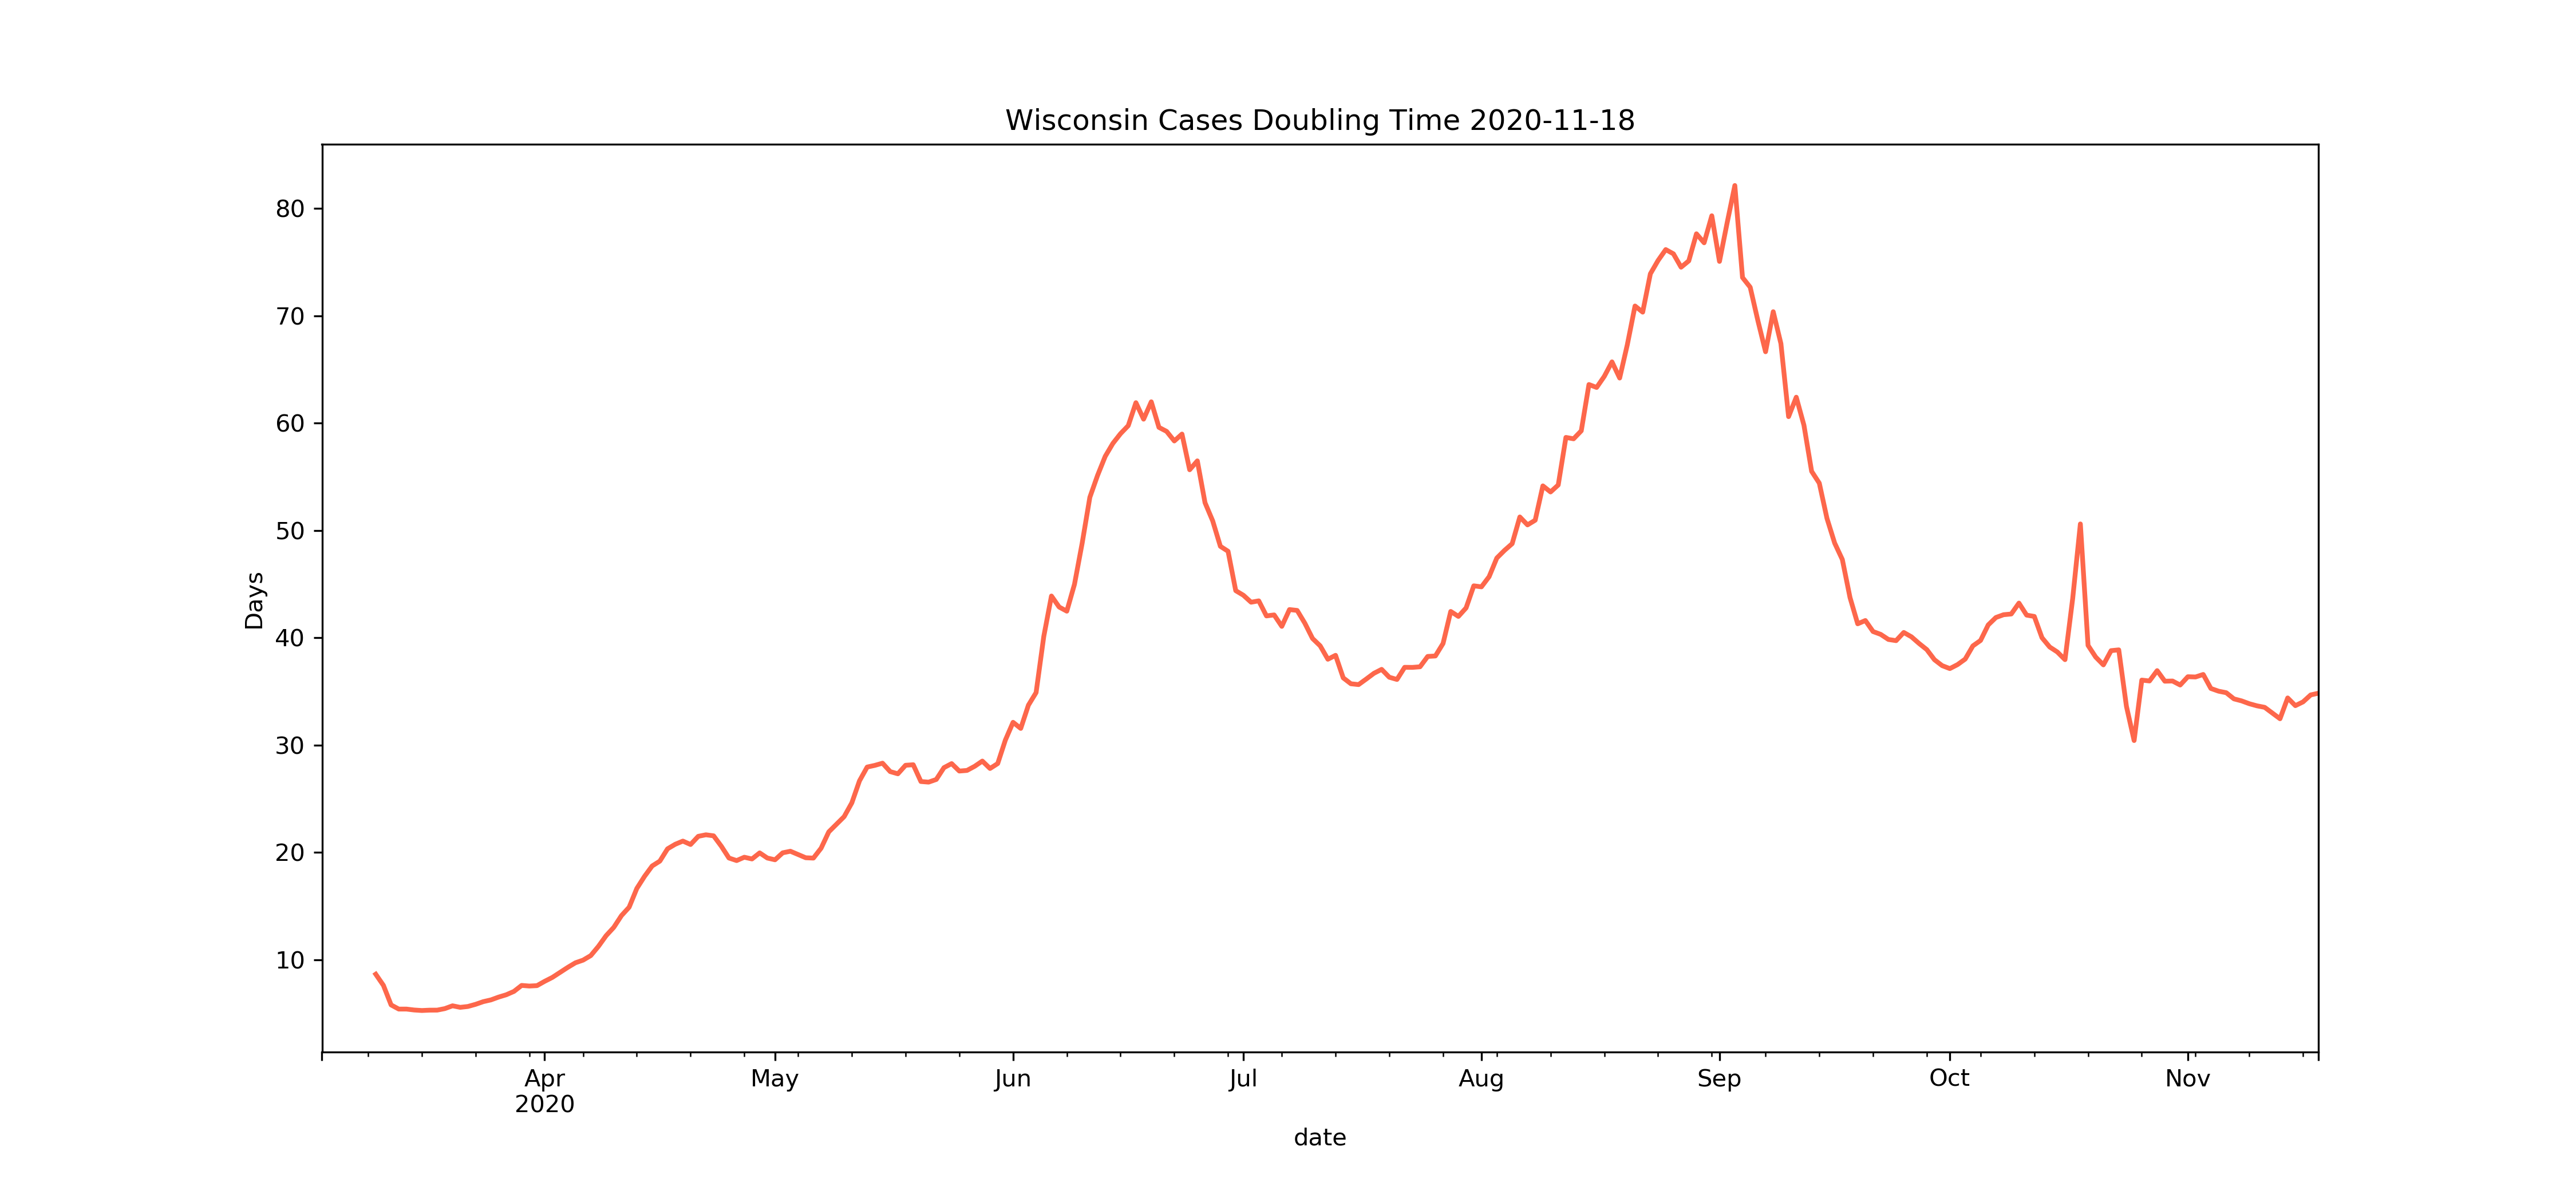 Wisconsin Cases Doubling Time 2020-11-18
80
70
60
50
40
30
20
10
Days
Apr May Jun Jul Aug Sep Oct Nov
2020
date